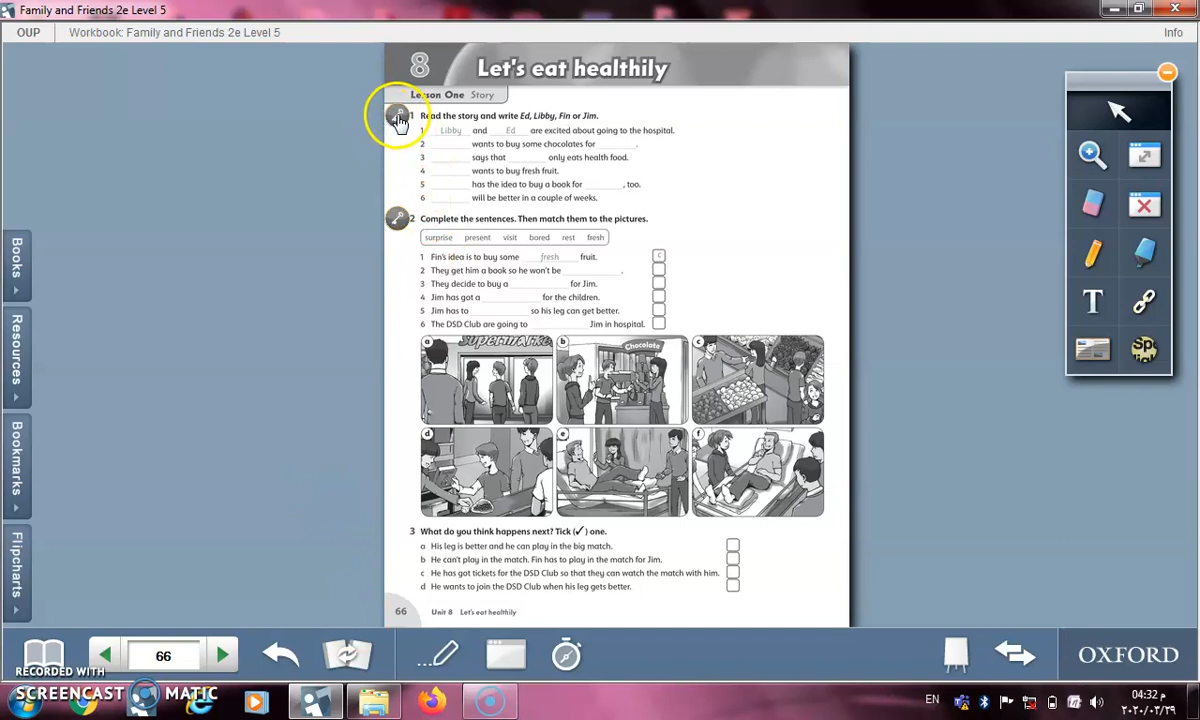 Family and Friends 2e Level 5
OUP
Workbook: Family and Friends 2e Level 5
Info
8 Let's eat healthily
Lesson One Story
1 Read the story and write Ed, Libby, Fin or Jim.
1 Libby and Ed are excited about going to the hospital.
2 wants to buy some chocolates for .
3 says that only eats health food.
4 wants to buy fresh fruit.
5 has the idea to buy a book for , too.
6 will be better in a couple of weeks.
2 Complete the sentences. Then match them to the pictures.
surprise present visit bored rest fresh
1 Fin's idea is to buy some fresh fruit. c
2 They get him a book so he won't be .
3 They decide to buy a for Jim.
4 Jim has got a for the children.
5 Jim has to so his leg can get better.
6 The DSD Club are going to Jim in hospital.
a
SUPERMARKE
b
Chocolate
c
d
e
f
3 What do you think happens next? Tick (✓) one.
a His leg is better and he can play in the big match.
b He can't play in the match. Fin has to play in the match for Jim.
c He has got tickets for the DSD Club so that they can watch the match with him.
d He wants to join the DSD Club when his leg gets better.
66 Unit 8 Let's eat healthily
Books
Resources
Bookmarks
Flipcharts
T
66
OXFORD
RECORDED WITH
SCREENCAST MATIC
EN
04:32 م
٢٠٢٠/٠٣/٢٩